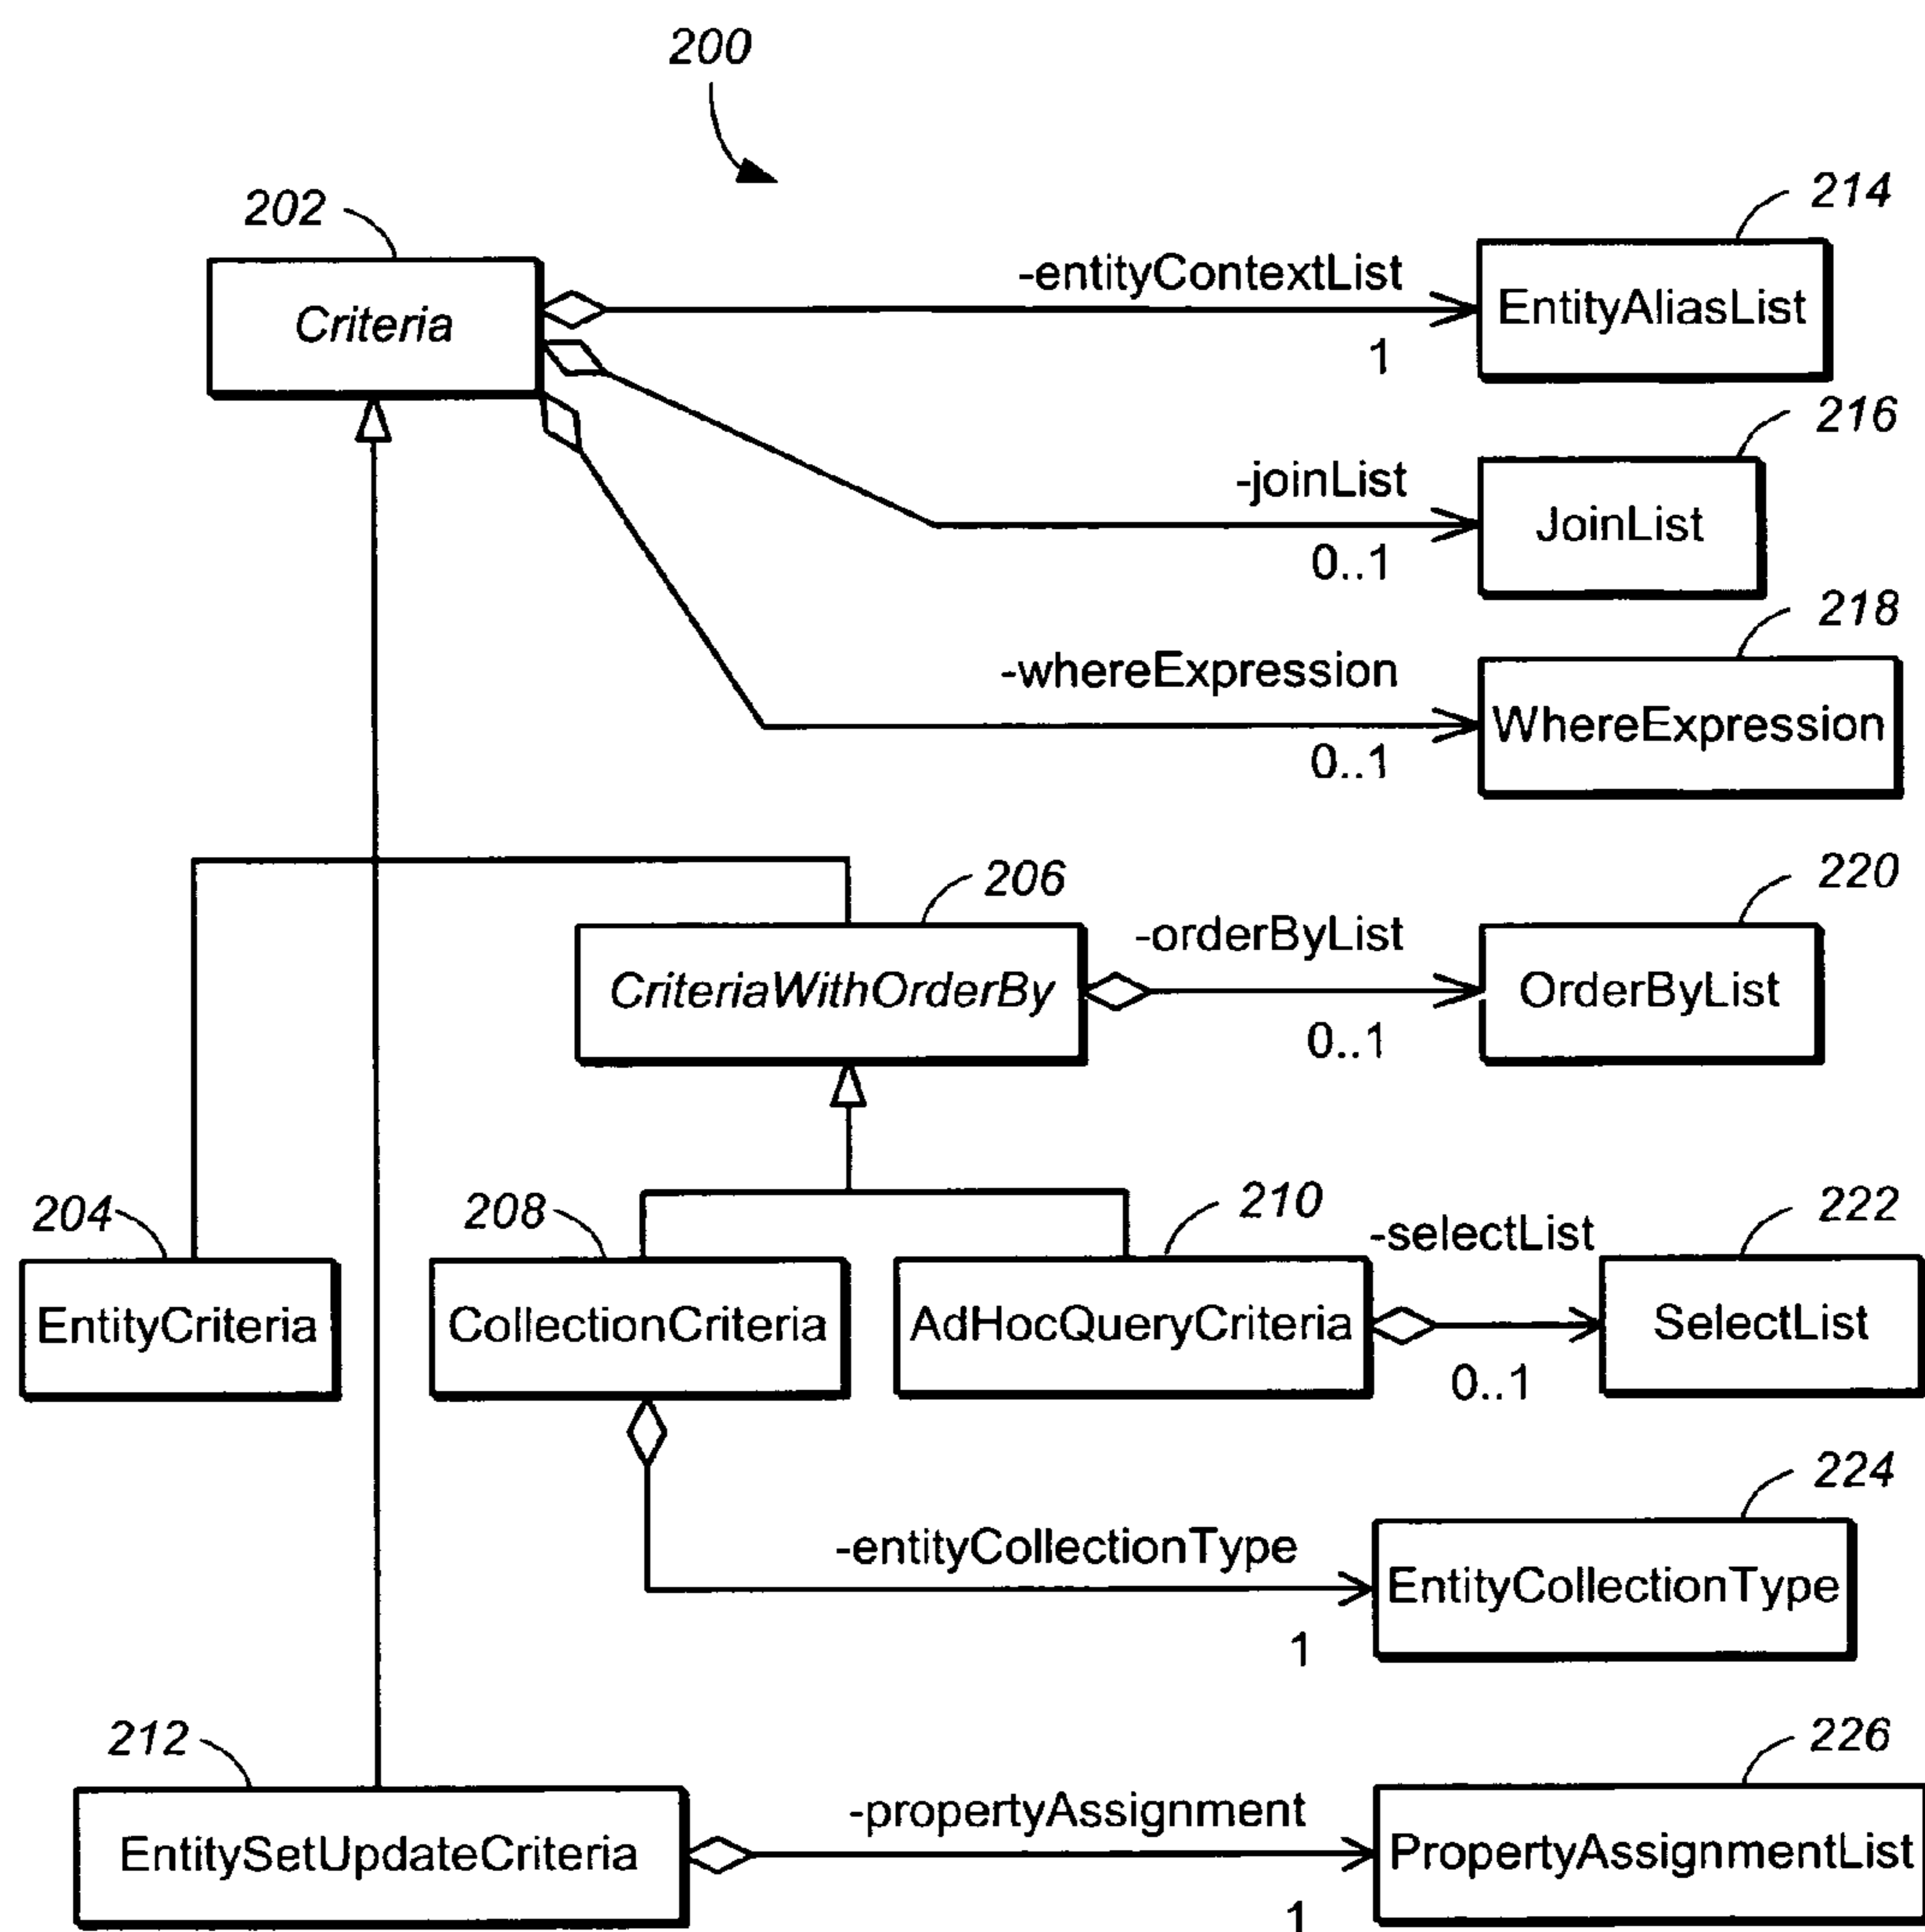 200
202
214
Criteria
-entityContextList
EntityAliasList
1
216
-joinList
JoinList
0..1
218
-whereExpression
WhereExpression
0..1
206
220
-orderByList
CriteriaWithOrderBy
OrderByList
0..1
204
208
210
222
-selectList
EntityCriteria
CollectionCriteria
AdHocQueryCriteria
SelectList
0..1
224
-entityCollectionType
EntityCollectionType
1
212
226
-propertyAssignment
EntitySetUpdateCriteria
PropertyAssignmentList
1